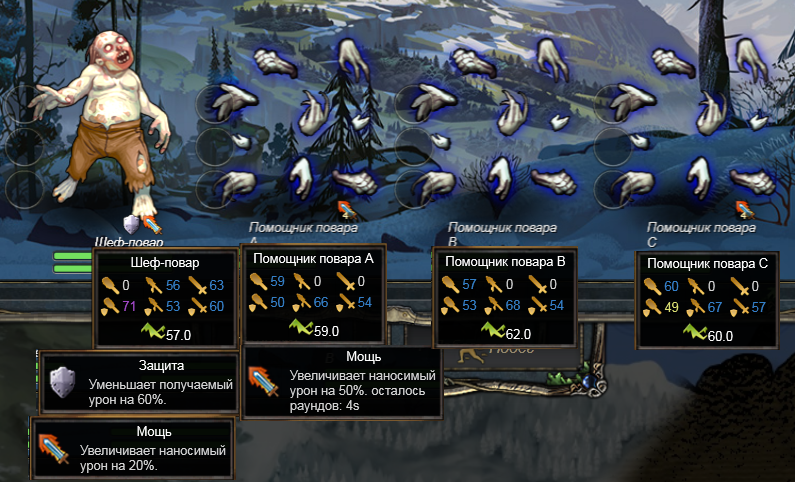 4
Помощник повара
A
Помощник повара
B
Помощник повара
C
Шеф-повар
Шеф-повар
0 56 63
71 53 60
57.0
Помощник повара A
59 0 0
50 66 54
59.0
Помощник повара B
57 0 0
53 68 54
62.0
Помощник повара C
60 0 0
49 67 57
60.0
Защита
Уменьшает получаемый
урон на 60%.
Мощь
Увеличивает наносимый
урон на 50%. осталось
раундов: 4s
Мощь
Увеличивает наносимый
урон на 20%.